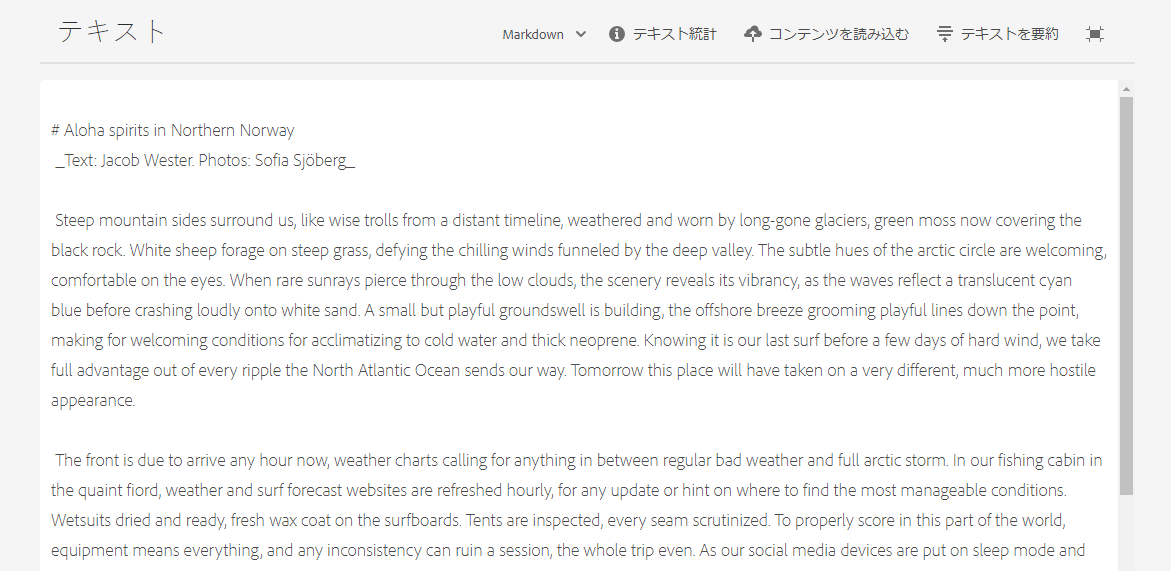 テキスト
Markdown テキスト統計 コンテンツを読み込む テキストを要約
# Aloha spirits in Northern Norway
_Text: Jacob Wester. Photos: Sofia Sjöberg_
Steep mountain sides surround us, like wise trolls from a distant timeline, weathered and worn by long-gone glaciers, green moss now covering the
black rock. White sheep forage on steep grass, defying the chilling winds funneled by the deep valley. The subtle hues of the arctic circle are welcoming,
comfortable on the eyes. When rare sunrays pierce through the low clouds, the scenery reveals its vibrancy, as the waves reflect a translucent cyan
blue before crashing loudly onto white sand. A small but playful groundswell is building, the offshore breeze grooming playful lines down the point,
making for welcoming conditions for acclimatizing to cold water and thick neoprene. Knowing it is our last surf before a few days of hard wind, we take
full advantage out of every ripple the North Atlantic Ocean sends our way. Tomorrow this place will have taken on a very different, much more hostile
appearance.
The front is due to arrive any hour now, weather charts calling for anything in between regular bad weather and full arctic storm. In our fishing cabin in
the quaint fiord, weather and surf forecast websites are refreshed hourly, for any update or hint on where to find the most manageable conditions.
Wetsuits dried and ready, fresh wax coat on the surfboards. Tents are inspected, every seam scrutinized. To properly score in this part of the world,
equipment means everything, and any inconsistency can ruin a session, the whole trip even. As our social media devices are put on sleep mode and